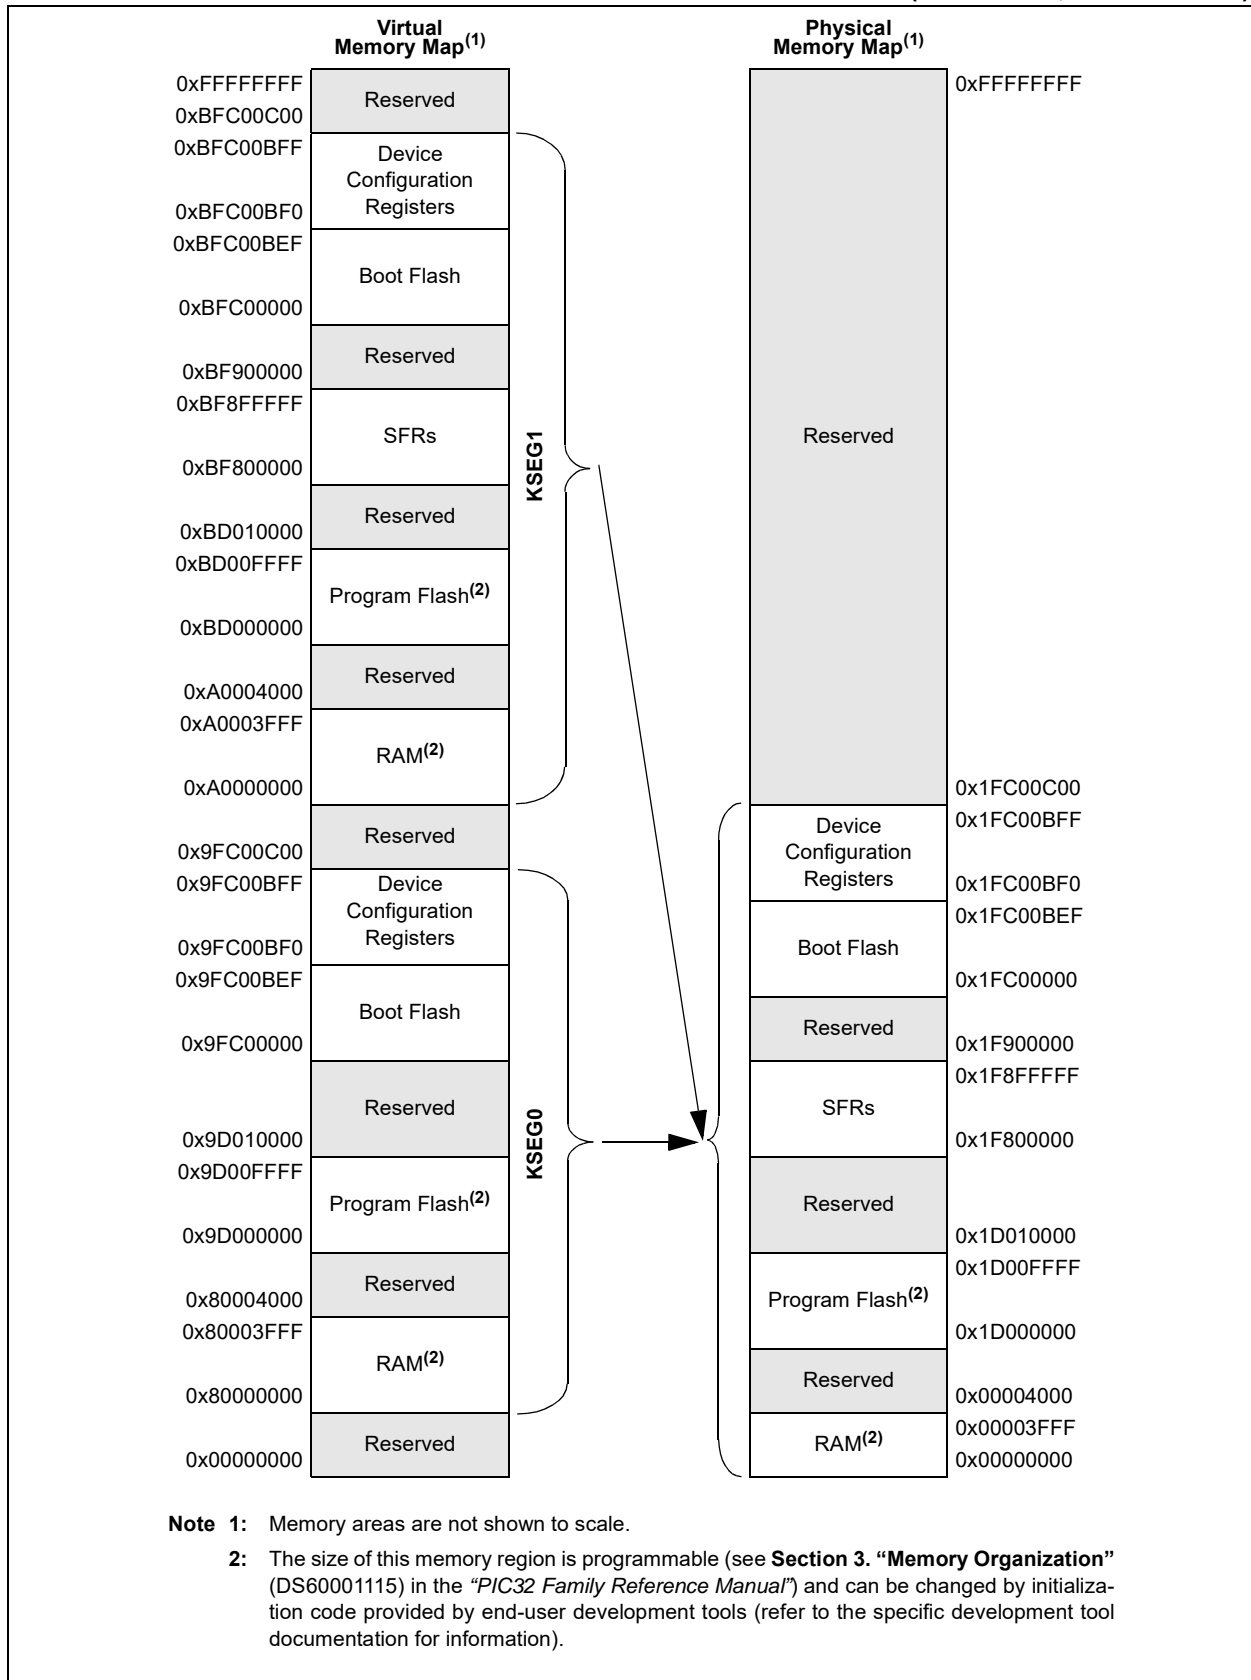 Virtual
Memory Map(1)
Physical
Memory Map(1)
0xFFFFFFFF
Reserved
0xBFC00C00
0xBFC00BFF
Device
Configuration
Registers
0xBFC00BF0
0xBFC00BEF
Boot Flash
0xBFC00000
Reserved
0xBF900000
0xBF8FFFFF
SFRs
0xBF800000
Reserved
0xBD010000
0xBD00FFFF
Program Flash(2)
0xBD000000
Reserved
0xA0004000
0xA0003FFF
RAM(2)
0xA0000000
Reserved
0x9FC00C00
0x9FC00BFF
Device
Configuration
Registers
0x9FC00BF0
0x9FC00BEF
Boot Flash
0x9FC00000
Reserved
0x9D010000
0x9D00FFFF
Program Flash(2)
0x9D000000
Reserved
0x80004000
0x80003FFF
RAM(2)
0x80000000
Reserved
0x00000000
KSEG1
KSEG0
0xFFFFFFFF
Reserved
0x1FC00C00
Device
Configuration
Registers
0x1FC00BFF
0x1FC00BF0
0x1FC00BEF
Boot Flash
0x1FC00000
Reserved
0x1F900000
0x1F8FFFFF
SFRs
0x1F800000
Reserved
0x1D010000
0x1D00FFFF
Program Flash(2)
0x1D000000
Reserved
0x00004000
0x00003FFF
RAM(2)
0x00000000
Note 1: Memory areas are not shown to scale.
2: The size of this memory region is programmable (see Section 3. “Memory Organization”
(DS60001115) in the “PIC32 Family Reference Manual”) and can be changed by initializa-
tion code provided by end-user development tools (refer to the specific development tool
documentation for information).